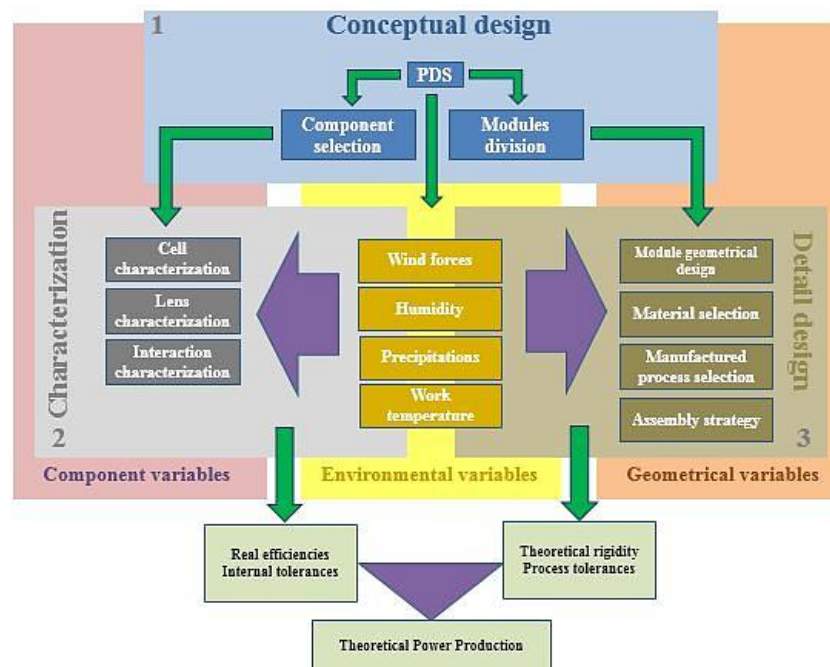 1
Conceptual design
PDS
Component
selection
Modules
division
Characterization
2
Cell
characterization
Lens
characterization
Interaction
characterization
Wind forces
Humidity
Precipitations
Work
temperature
Module geometrical
design
Material selection
Manufactured
process selection
Assembly strategy
Detail design
3
Component variables
Environmental variables
Geometrical variables
Real efficiencies
Internal tolerances
Theoretical rigidity
Process tolerances
Theoretical Power Production